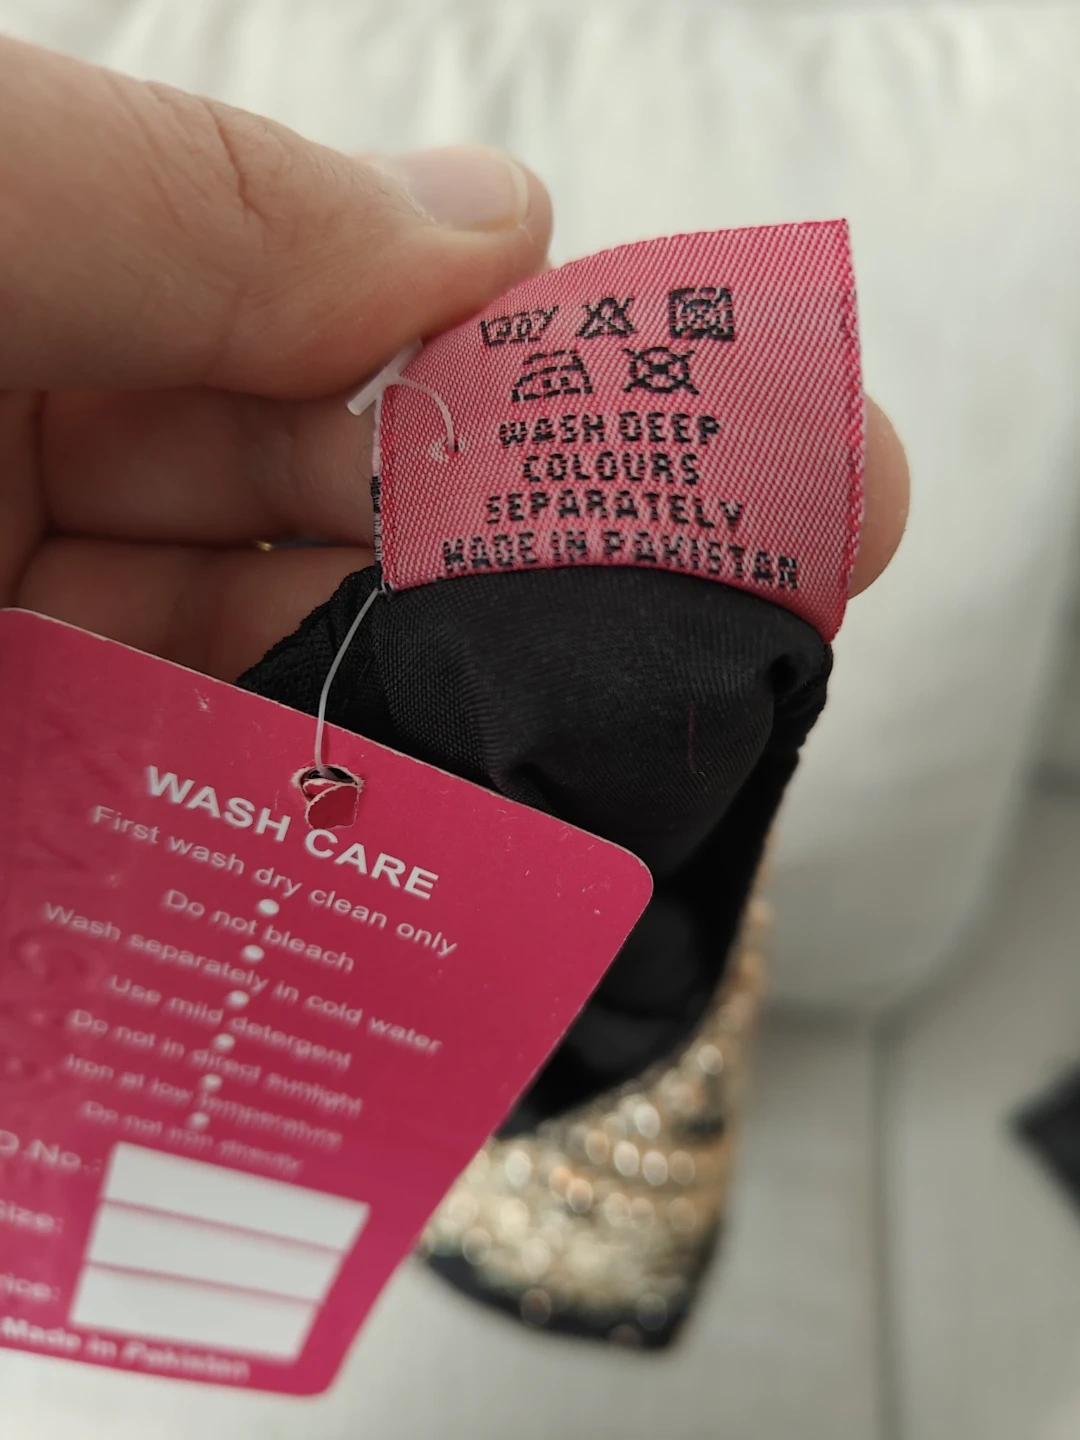 WASH DEEP
COLOURS
SEPARATELY
MADE IN PAKISTAN
WASH CARE
First wash dry clean only
Do not bleach
Wash separately in cold water
Use mild detergent
Do not in direct sunlight
Iron at low temperature
Do not iron directly
D.No.:
Size:
rice:
Made in Pakistan